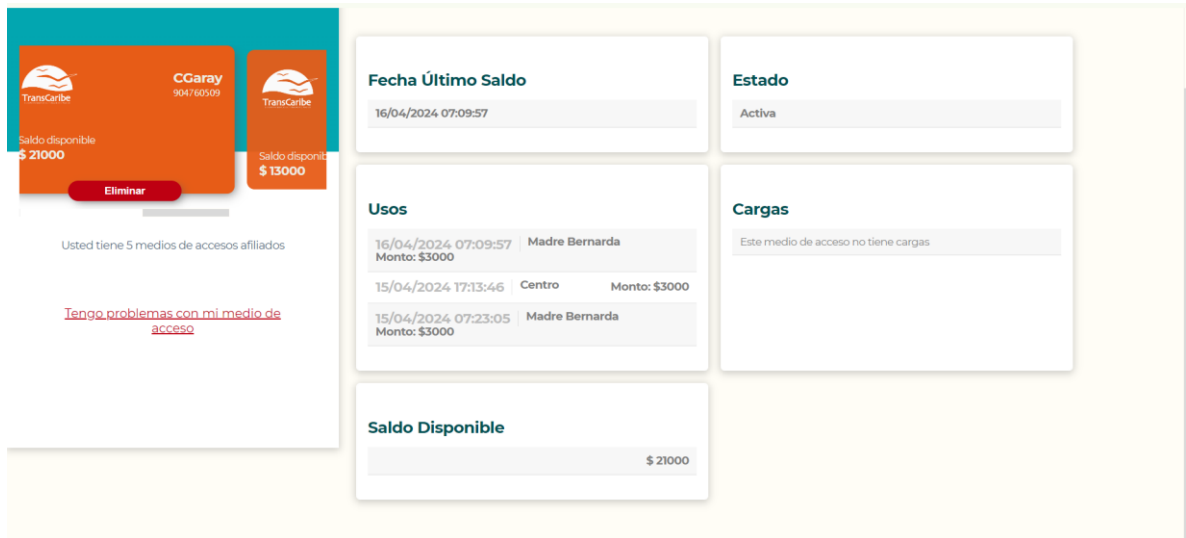 TransCaribe
CGaray
904760509
Saldo disponible
$ 21000
Eliminar
TransCaribe
Saldo disponib
$ 13000
Usted tiene 5 medios de accesos afiliados
Tengo problemas con mi medio de
acceso
Fecha Último Saldo
16/04/2024 07:09:57
Estado
Activa
Usos
16/04/2024 07:09:57 Madre Bernarda
Monto: $3000
15/04/2024 17:13:46 Centro Monto: $3000
15/04/2024 07:23:05 Madre Bernarda
Monto: $3000
Cargas
Este medio de acceso no tiene cargas
Saldo Disponible
$ 21000